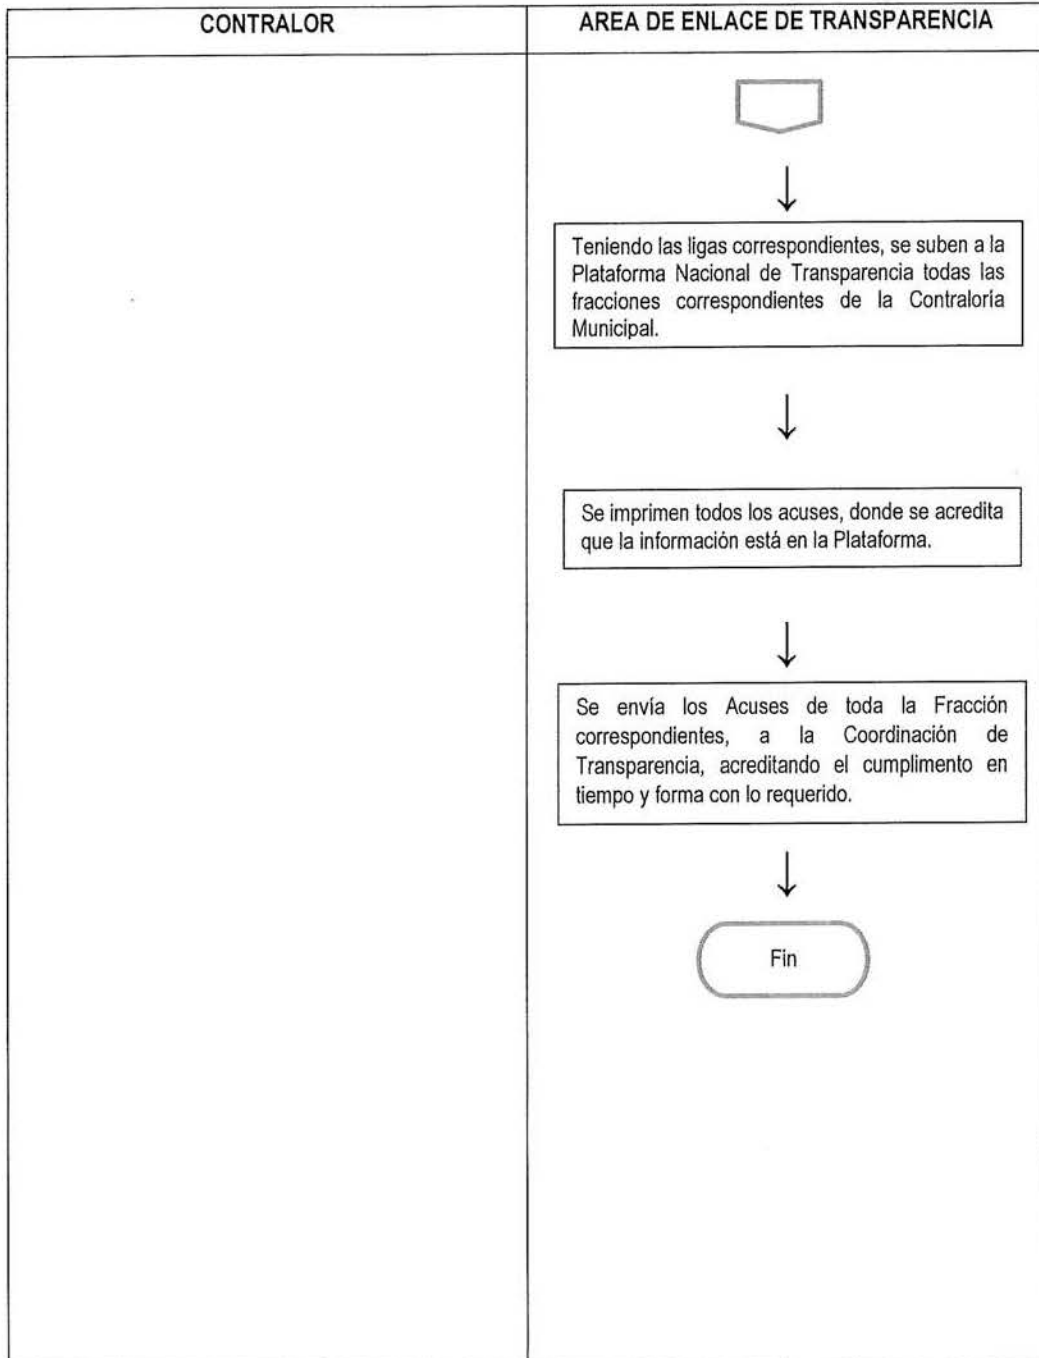 CONTRALOR
AREA DE ENLACE DE TRANSPARENCIA
Teniendo las ligas correspondientes, se suben a la
Plataforma Nacional de Transparencia todas las
fracciones correspondientes de la Contraloría
Municipal.
Se imprimen todos los acuses, donde se acredita
que la información está en la Plataforma.
Se envía los Acuses de toda la Fracción
correspondientes, a la Coordinación de
Transparencia, acreditando el cumplimento en
tiempo y forma con lo requerido.
Fin